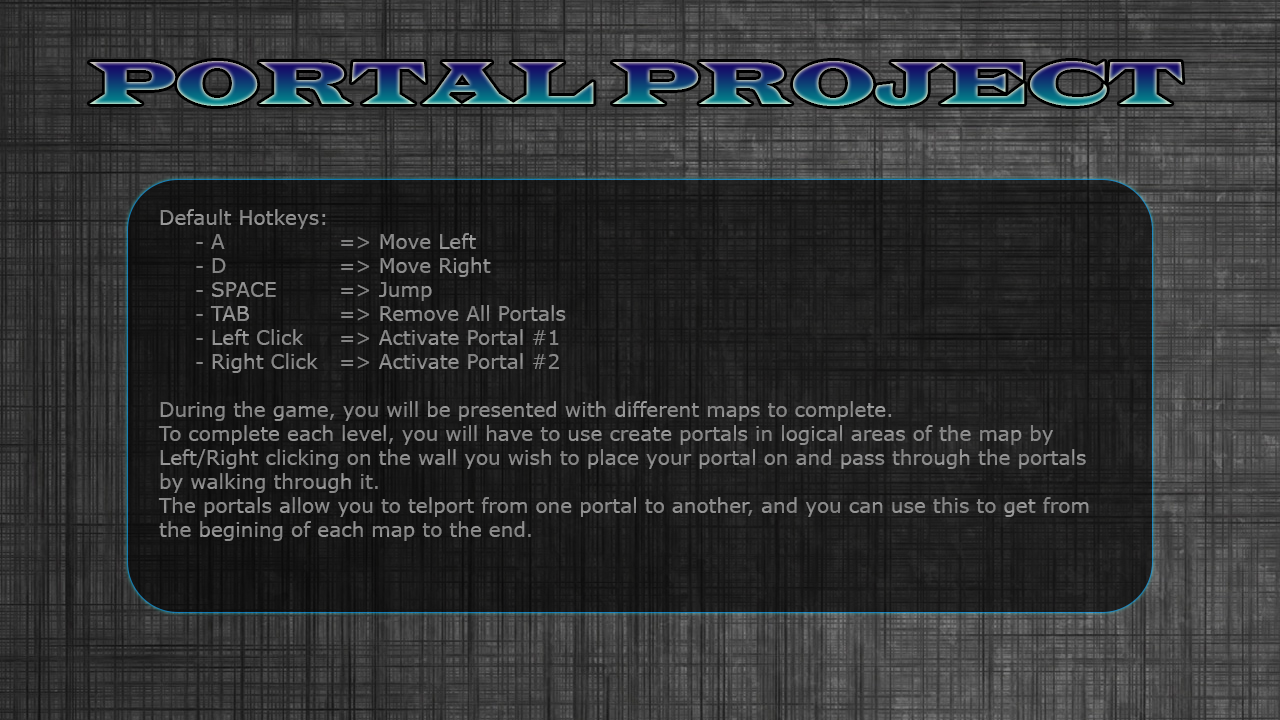 PORTAL PROJECT
Default Hotkeys:
- A => Move Left
- D => Move Right
- SPACE => Jump
- TAB => Remove All Portals
- Left Click => Activate Portal #1
- Right Click => Activate Portal #2
During the game, you will be presented with different maps to complete.
To complete each level, you will have to use create portals in logical areas of the map by
Left/Right clicking on the wall you wish to place your portal on and pass through the portals
by walking through it.
The portals allow you to telport from one portal to another, and you can use this to get from
the begining of each map to the end.